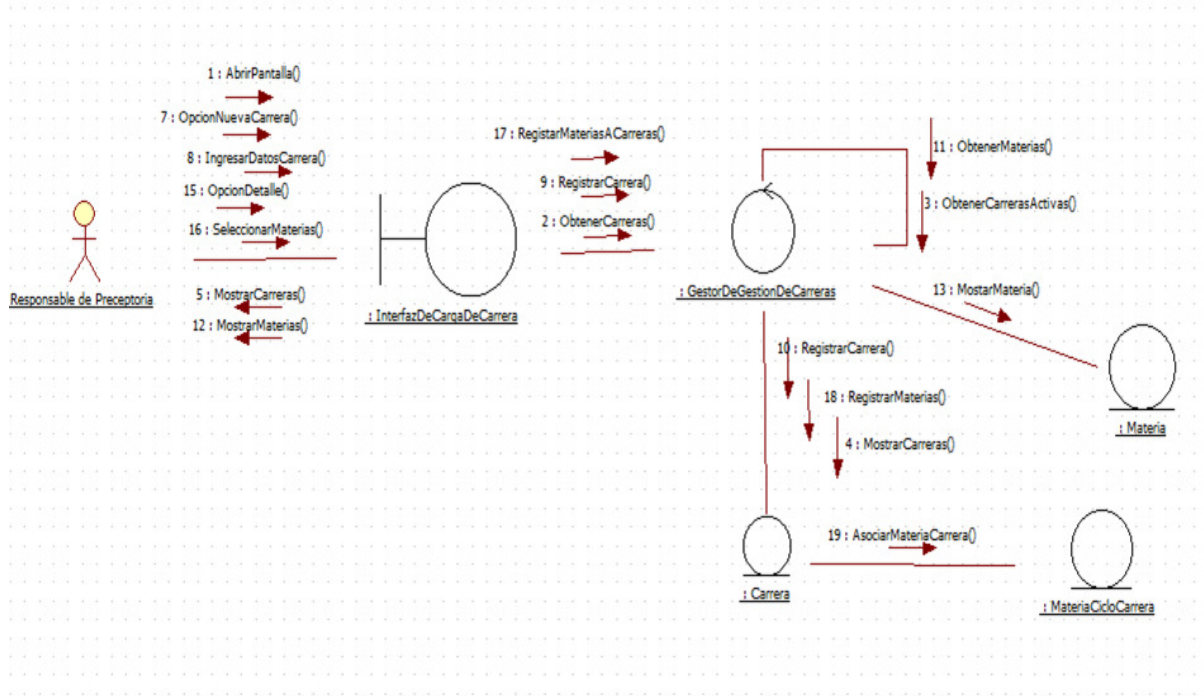 1 : AbrirPantalla()
7 : OpcionNuevaCarrera()
8 : IngresarDatosCarrera()
15 : OpcionDetalle()
16 : SeleccionarMaterias()
5 : MostrarCarreras()
12 : MostrarMaterias()
Responsable de Preceptoria
: InterfazDeCargaDeCarrera
17 : RegistarMateriasACarreras()
9 : RegistrarCarrera()
2 : ObtenerCarreras()
: GestorDeGestionDeCarreras
11 : ObtenerMaterias()
3 : ObtenerCarrerasActivas()
13 : MostarMateria()
: Materia
10 : RegistrarCarrera()
18 : RegistrarMaterias()
4 : MostrarCarreras()
: Carrera
19 : AsociarMateriaCarrera()
: MateriaCicloCarrera